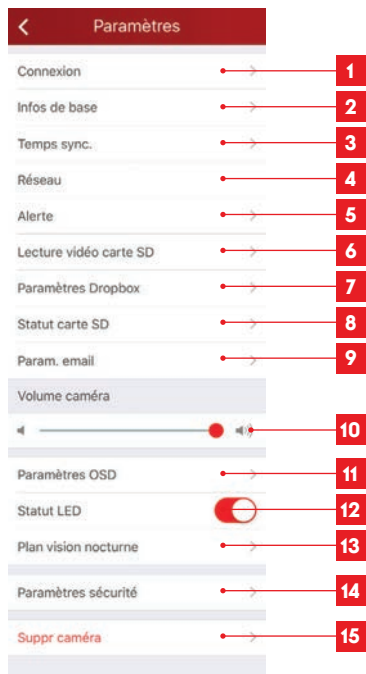 Paramètres
Connexion 1
Infos de base 2
Temps sync. 3
Réseau 4
Alerte 5
Lecture vidéo carte SD 6
Paramètres Dropbox 7
Statut carte SD 8
Param. email 9
Volume caméra
10
Paramètres OSD 11
Statut LED 12
Plan vision nocturne 13
Paramètres sécurité 14
Suppr caméra 15